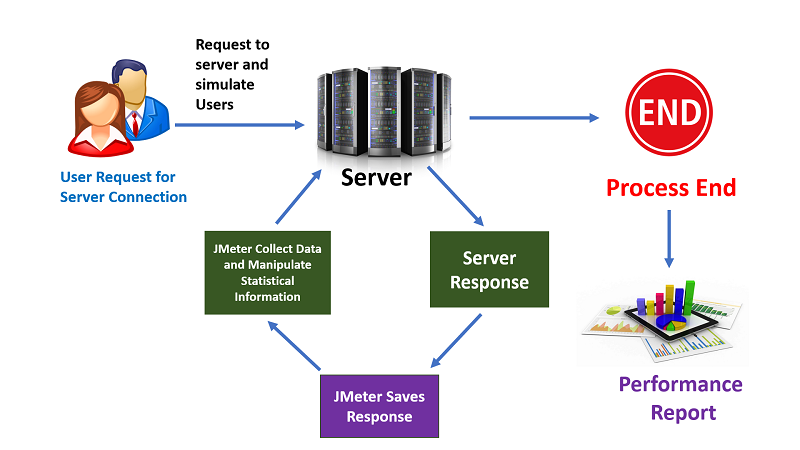 Request to
server and
simulate
Users
User Request for
Server Connection
Server
END
Process End
JMeter Collect Data
and Manipulate
Statistical
Information
Server
Response
JMeter Saves
Response
Performance
Report